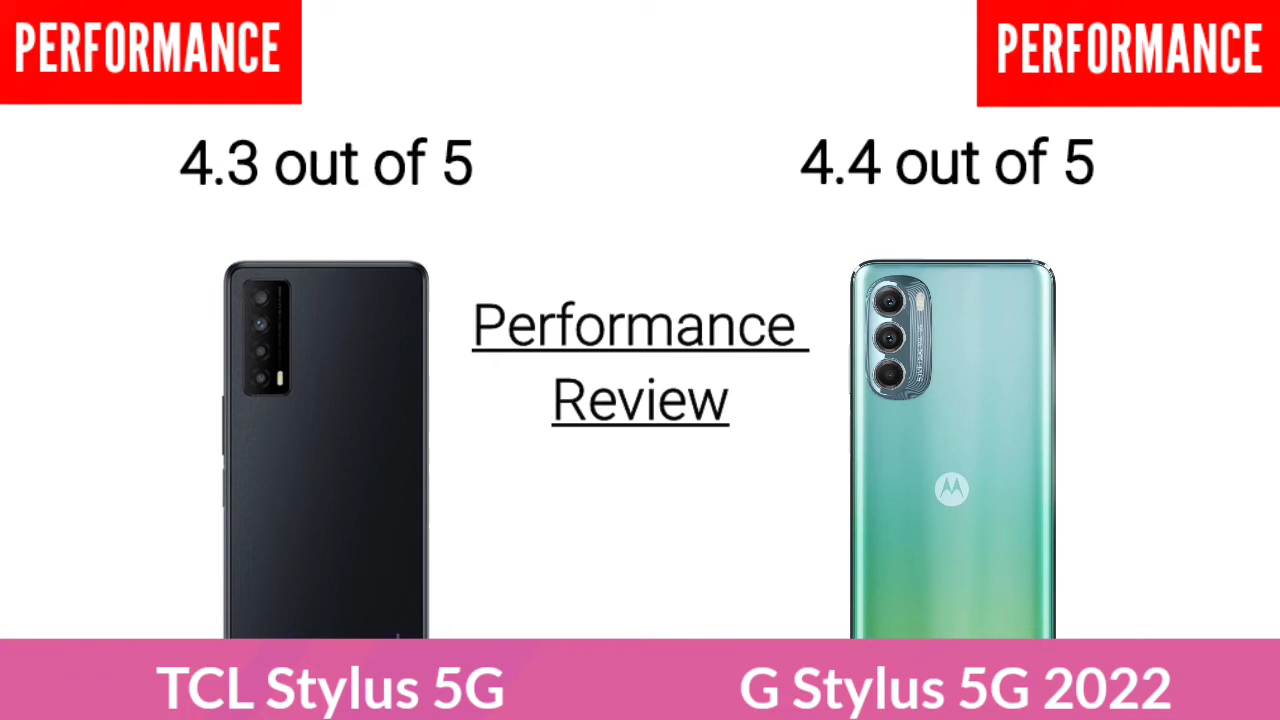 PERFORMANCE
PERFORMANCE
4.3 out of 5
4.4 out of 5
Performance
Review
TCL Stylus 5G
G Stylus 5G 2022